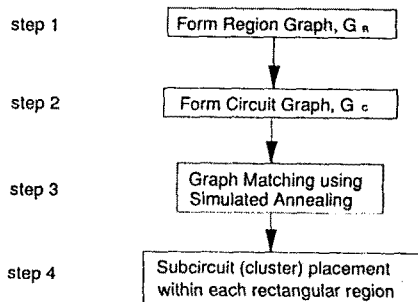 step 1
Form Region Graph, G R
step 2
Form Circuit Graph, G c
step 3
Graph Matching using
Simulated Annealing
step 4
Subcircuit (cluster) placement
within each rectangular region